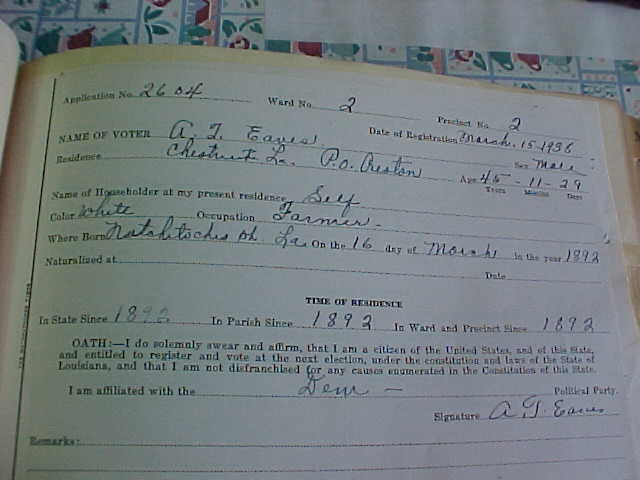 Application No. 2604 Ward No. 2 Precinct No. 2
NAME OF VOTER A. T. Eaves Date of Registration March. 15-1936
Residence Chestnut La. P.O. Creston Sex Male
Age 45-11-29
Years Months Days
Name of Householder at my present residence Self
Color White Occupation Farmer.
Where Born Natchitoches Ph. La. On the 16 day of March in the year 1892
Naturalized at Date
TIME OF RESIDENCE
In State Since 1892 In Parish Since 1892 In Ward and Precinct Since 1892
OATH:—I do solemnly swear and affirm, that I am a citizen of the United States, and of this State,
and entitled to register and vote at the next election, under the constitution and laws of the State of
Louisiana, and that I am not disfranchised for any causes enumerated in the Constitution of this State.
I am affiliated with the Dem — Political Party.
Signature A. T. Eaves
Remarks: